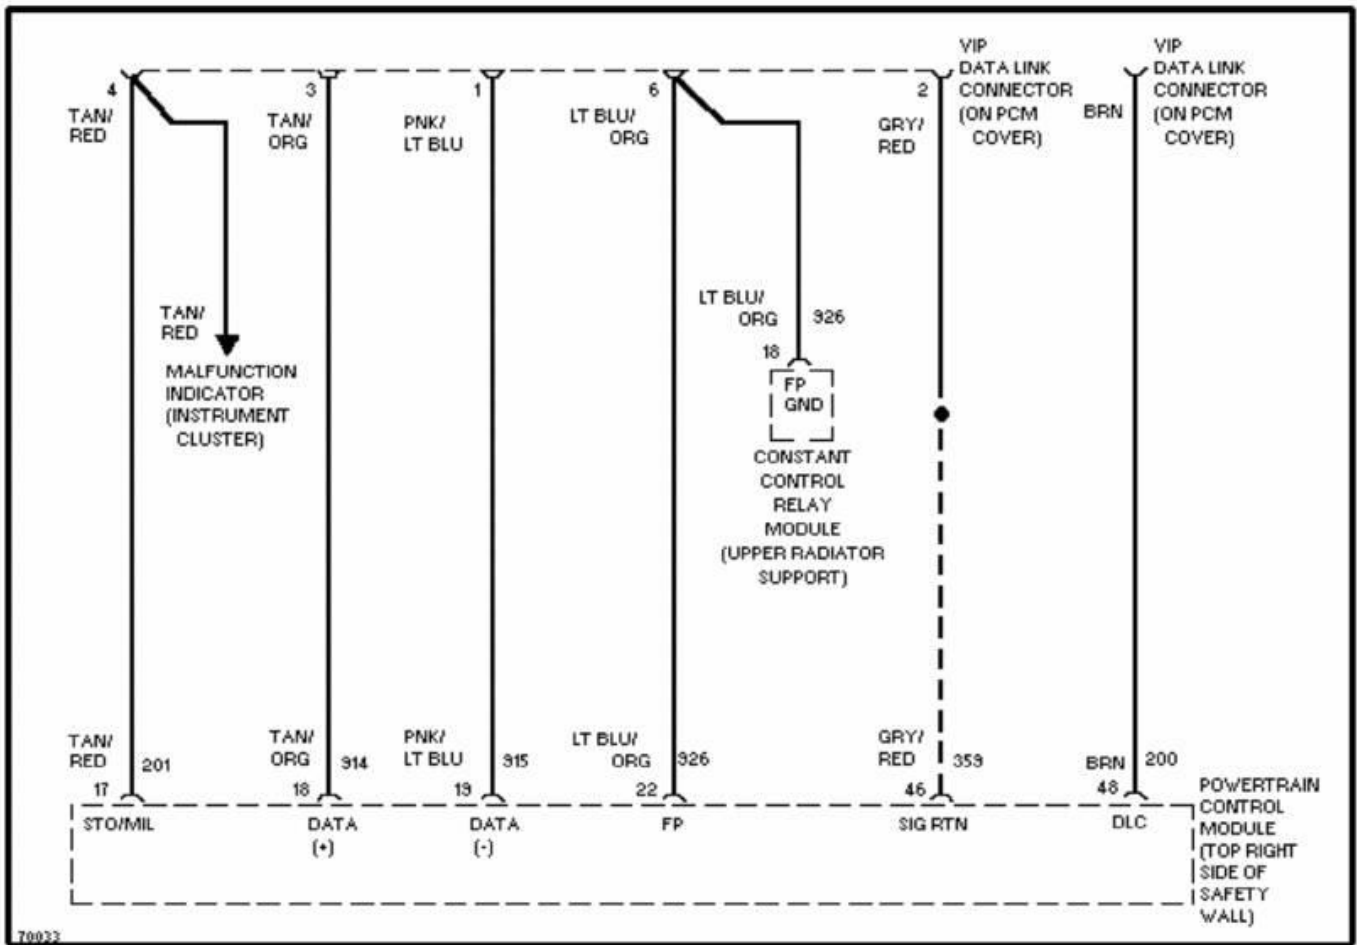 4
TAN/
RED
3
TAN/
ORG
1
PNK/
LT BLU
6
LT BLU/
ORG
2
GRY/
RED
VIP
DATA LINK
CONNECTOR
(ON PCM
COVER)
BRN
VIP
DATA LINK
CONNECTOR
(ON PCM
COVER)
TAN/
RED
MALFUNCTION
INDICATOR
(INSTRUMENT
CLUSTER)
LT BLU/
ORG
926
18
FP
GND
CONSTANT
CONTROL
RELAY
MODULE
(UPPER RADIATOR
SUPPORT)
TAN/
RED
201
17
TAN/
ORG
914
18
PNK/
LT BLU
915
19
LT BLU/
ORG
926
22
GRY/
RED
359
46
BRN
200
48
STO/MIL
DATA
(+)
DATA
(-)
FP
SIG RTN
DLC
POWERTRAIN
CONTROL
MODULE
(TOP RIGHT
SIDE OF
SAFETY
WALL)
70033